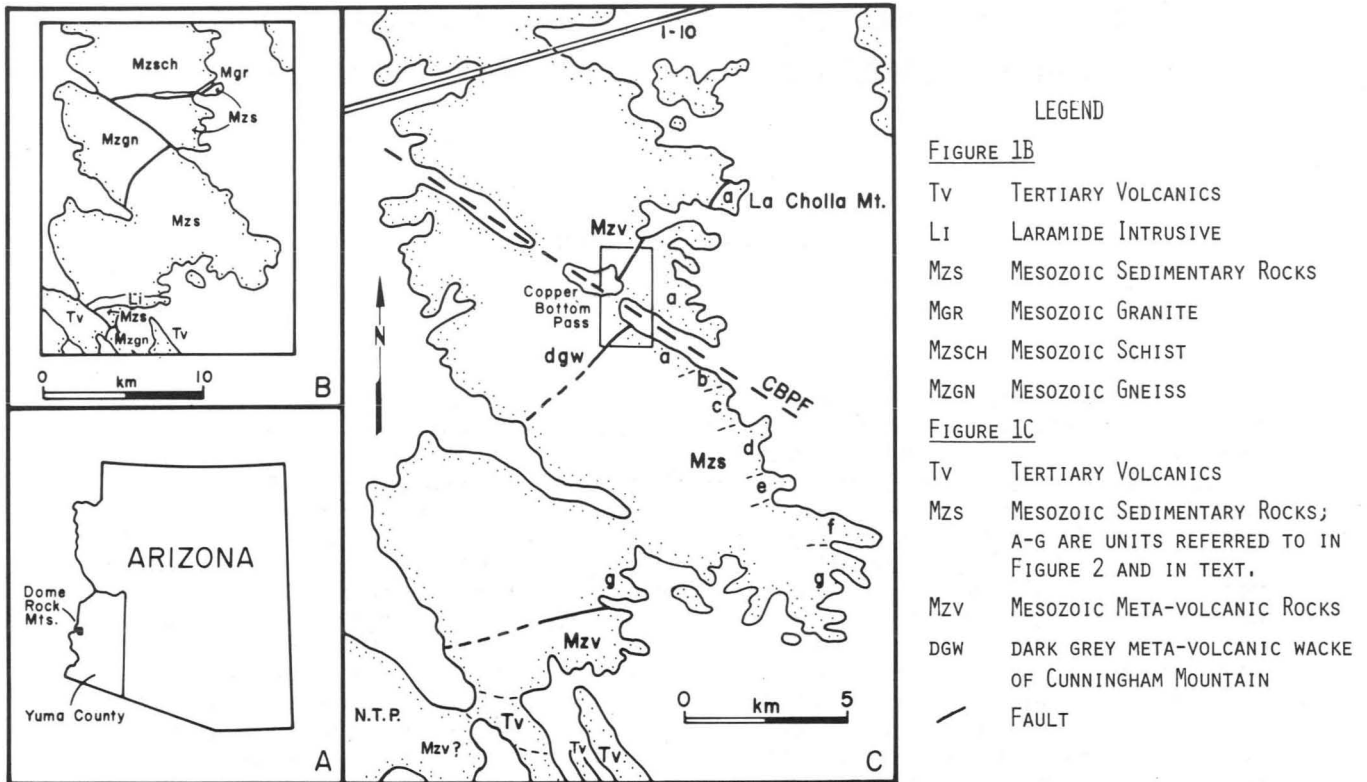 Mzsch
Mgr
Mzs
Mzgn
Mzs
Li
Tv
Mzs
Mzgn
Tv
0 10
km
B
ARIZONA
Dome
Rock
Mts.
Yuma County
A
I-10
a
La Cholla Mt.
Mzv
Copper
Bottom
Pass
a
N
dgw
a
b
CBPF
c
Mzs
d
e
f
g
g
Mzv
0 5
km
N.T.P.
Tv
Mzv?
Tv
Tv
C
LEGEND
FIGURE 1B
TV TERTIARY VOLCANICS
LI LARAMIDE INTRUSIVE
MZS MESOZOIC SEDIMENTARY ROCKS
MGR MESOZOIC GRANITE
MZSCH MESOZOIC SCHIST
MZGN MESOZOIC GNEISS
FIGURE 1C
TV TERTIARY VOLCANICS
MZS MESOZOIC SEDIMENTARY ROCKS;
A-G ARE UNITS REFERRED TO IN
FIGURE 2 AND IN TEXT.
MZV MESOZOIC META-VOLCANIC ROCKS
DGW DARK GREY META-VOLCANIC WACKE
OF CUNNINGHAM MOUNTAIN
FAULT